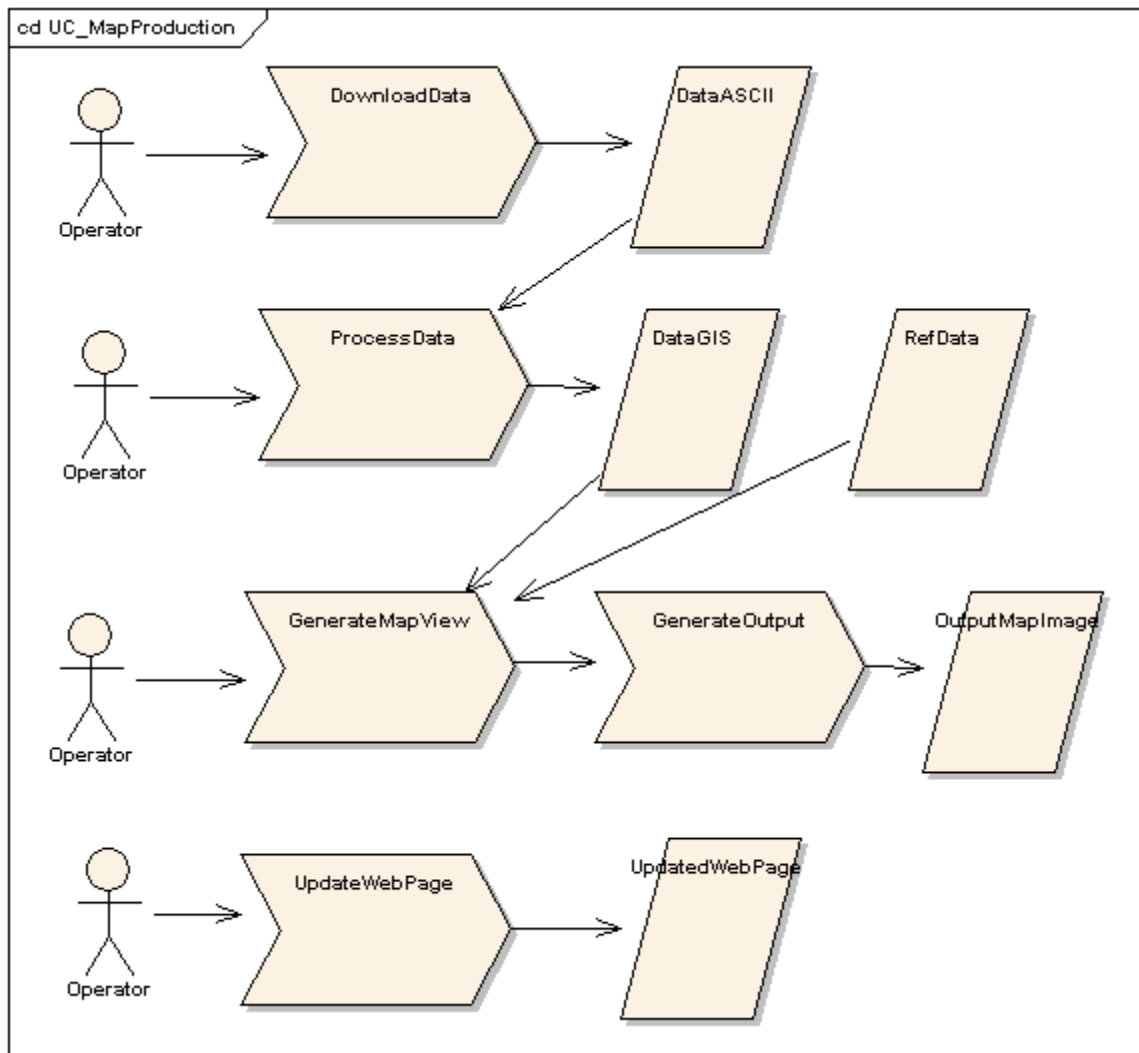 cd UC_MapProduction
DownloadData
DataASCII
Operator
ProcessData
DataGIS
RefData
Operator
GenerateMapView
GenerateOutput
OutputMapImage
Operator
UpdateWebPage
UpdatedWebPage
Operator